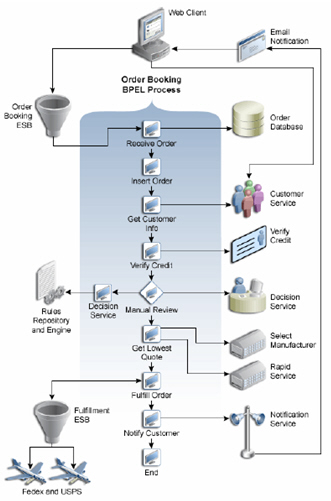 Web Client
Email
Notification
Order Booking
BPEL Process
Order
Booking
ESB
Order
Database
Receive Order
Insert Order
Customer
Service
Get Customer
Info
Verify
Credit
Verify Credit
Rules
Repository
and Engine
Decision
Service
Manual Review
Decision
Service
Select
Manufacturer
Get Lowest
Quote
Rapid
Service
Fulfillment
ESB
Fulfill Order
Notification
Service
Notify Customer
End
Fedex and USPS